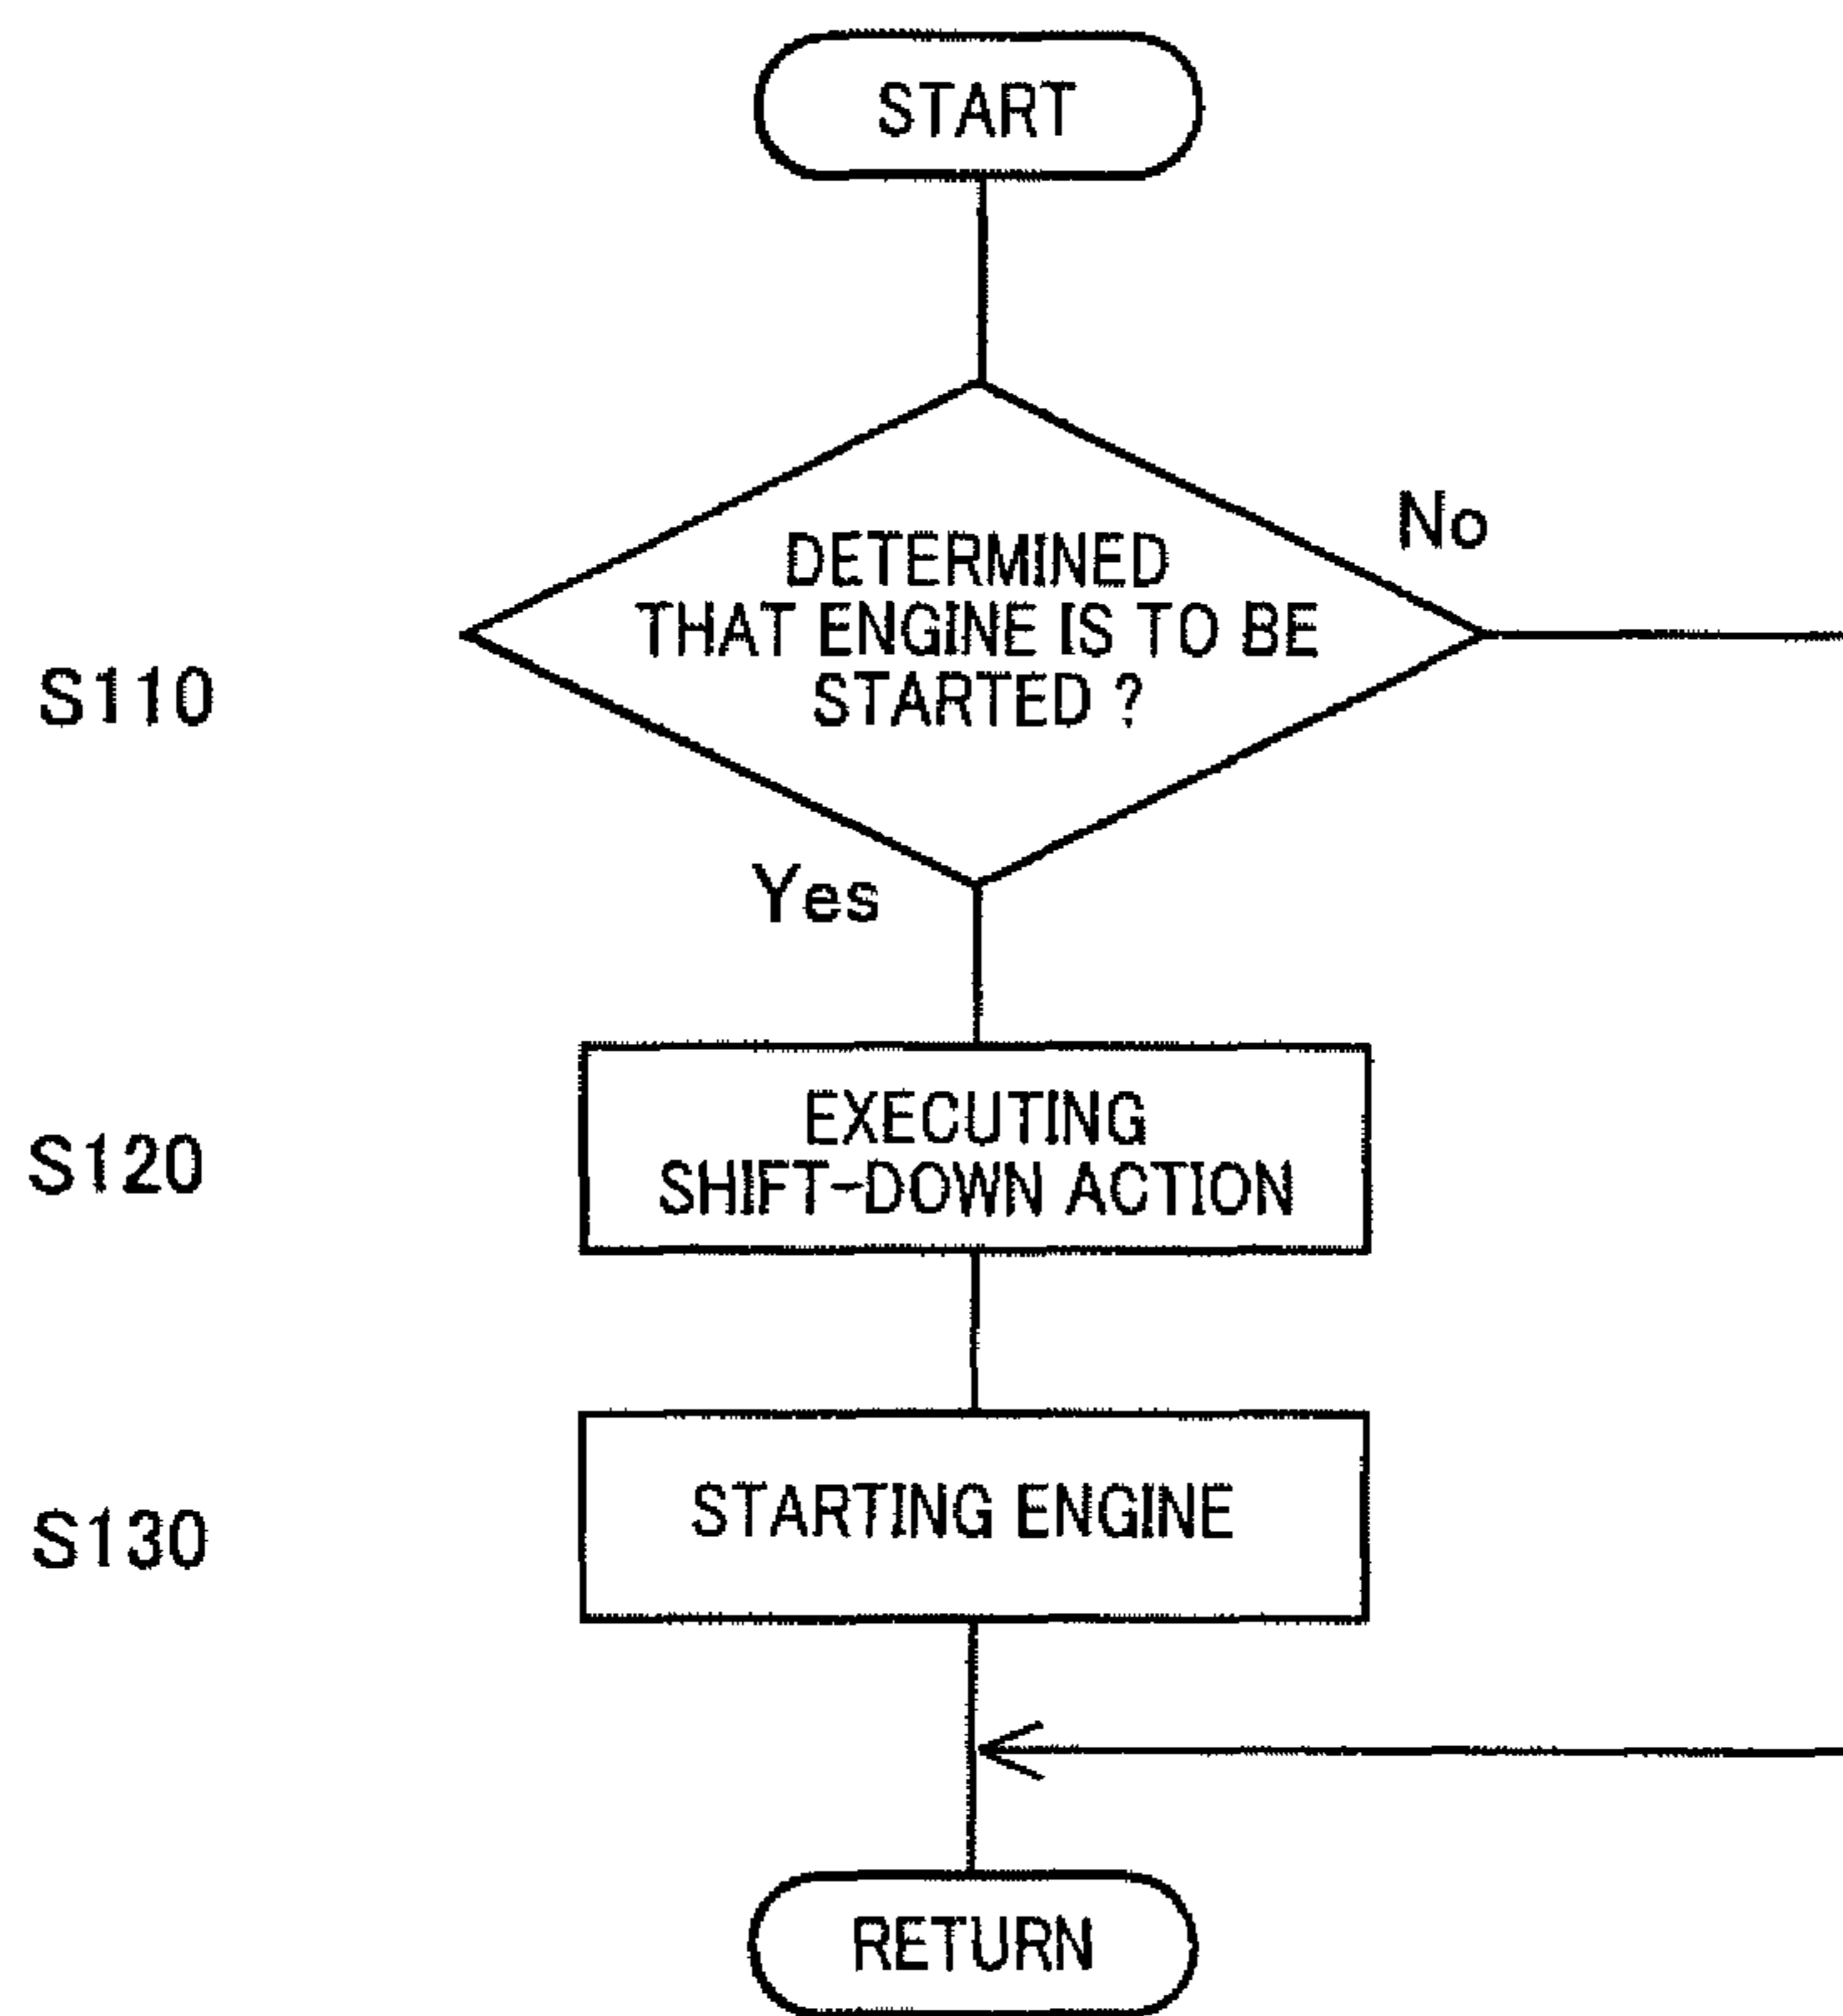 START
DETERMINED
THAT ENGINE IS TO BE
STARTED ?
No
S110
Yes
EXECUTING
SHIFT-DOWN ACTION
S120
STARTING ENGINE
S130
RETURN